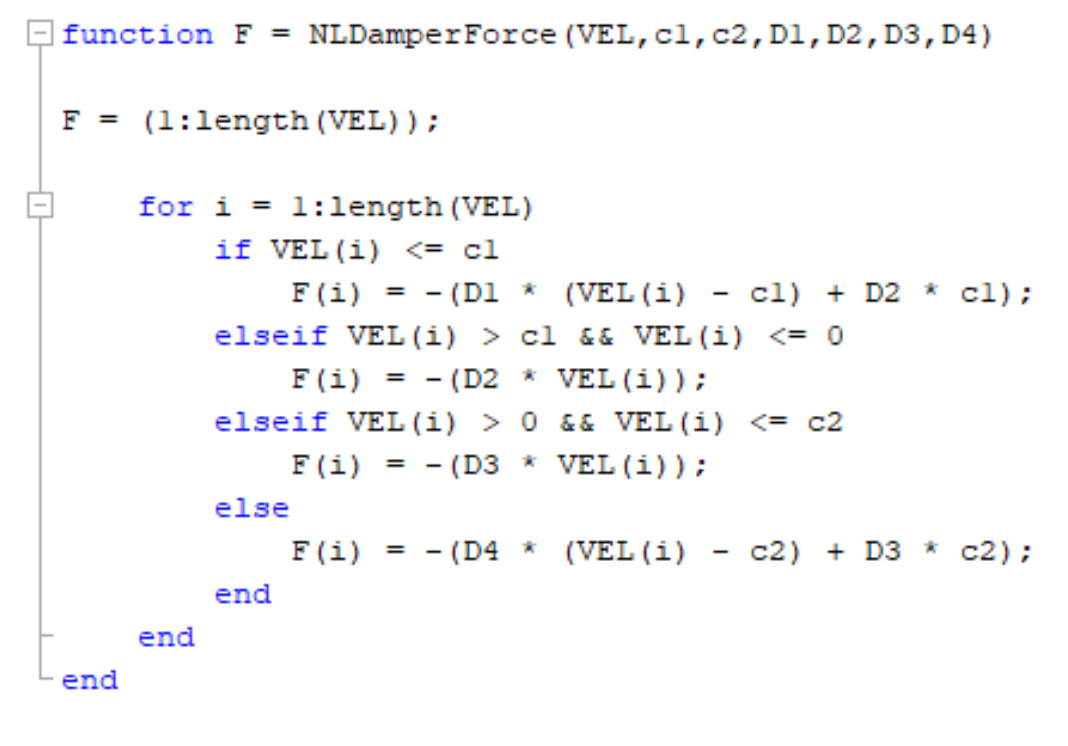 function F = NLDamperForce(VEL,c1,c2,D1,D2,D3,D4)
F = (1:length(VEL));
for i = 1:length(VEL)
if VEL(i) <= c1
F(i) = -(D1 * (VEL(i) - c1) + D2 * c1);
elseif VEL(i) > c1 && VEL(i) <= 0
F(i) = -(D2 * VEL(i));
elseif VEL(i) > 0 && VEL(i) <= c2
F(i) = -(D3 * VEL(i));
else
F(i) = -(D4 * (VEL(i) - c2) + D3 * c2);
end
end
end